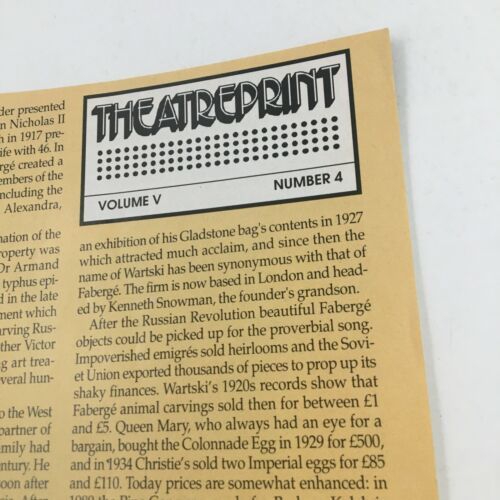 THEATREPRINT
VOLUME V NUMBER 4
der presented
n Nicholas II
h in 1917 pre-
ife with 46. In
ergé created a
embers of the
including the
Alexandra,
nation of the
roperty was
Dr Armand
typhus epi-
d in the late
ment which
arving Rus-
ther Victor
ng art trea-
everal hun-
o the West
partner of
amily had
entury. He
oon after
an exhibition of his Gladstone bag's contents in 1927
which attracted much acclaim, and since then the
name of Wartski has been synonymous with that of
Fabergé. The firm is now based in London and head-
ed by Kenneth Snowman, the founder's grandson.
After the Russian Revolution beautiful Fabergé
objects could be picked up for the proverbial song.
Impoverished emigrés sold heirlooms and the Sovi-
et Union exported thousands of pieces to prop up its
shaky finances. Wartski's 1920s records show that
Fabergé animal carvings sold then for between £1
and £5. Queen Mary, who always had an eye for a
bargain, bought the Colonnade Egg in 1929 for £500,
and in 1934 Christie's sold two Imperial eggs for £85
and £110. Today prices are somewhat enhanced: in